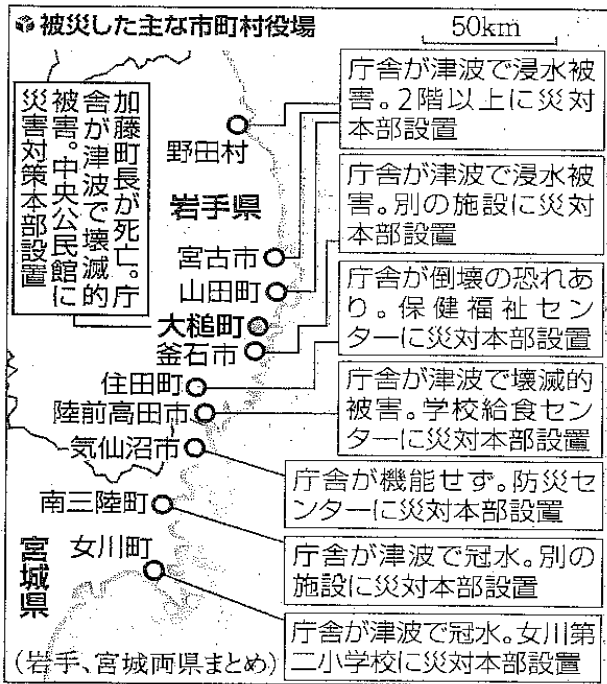 被災した主な市町村役場
50km
加藤町長が死亡。庁
舎が津波で壊滅的
被害。中央公民館に
災害対策本部設置
野田村
岩手県
宮古市
山田町
大槌町
釜石市
住田町
陸前高田市
気仙沼市
南三陸町
女川町
宮城県
庁舎が津波で浸水被
害。2階以上に災対
本部設置
庁舎が津波で浸水被
害。別の施設に災対
本部設置
庁舎が倒壊の恐れあ
り。保健福祉セン
ターに災対本部設置
庁舎が津波で壊滅的
被害。学校給食セン
ターに災対本部設置
庁舎が機能せず。防災セ
ンターに災対本部設置
庁舎が津波で冠水。別の
施設に災対本部設置
庁舎が津波で冠水。女川第
二小学校に災対本部設置
(岩手、宮城両県まとめ)